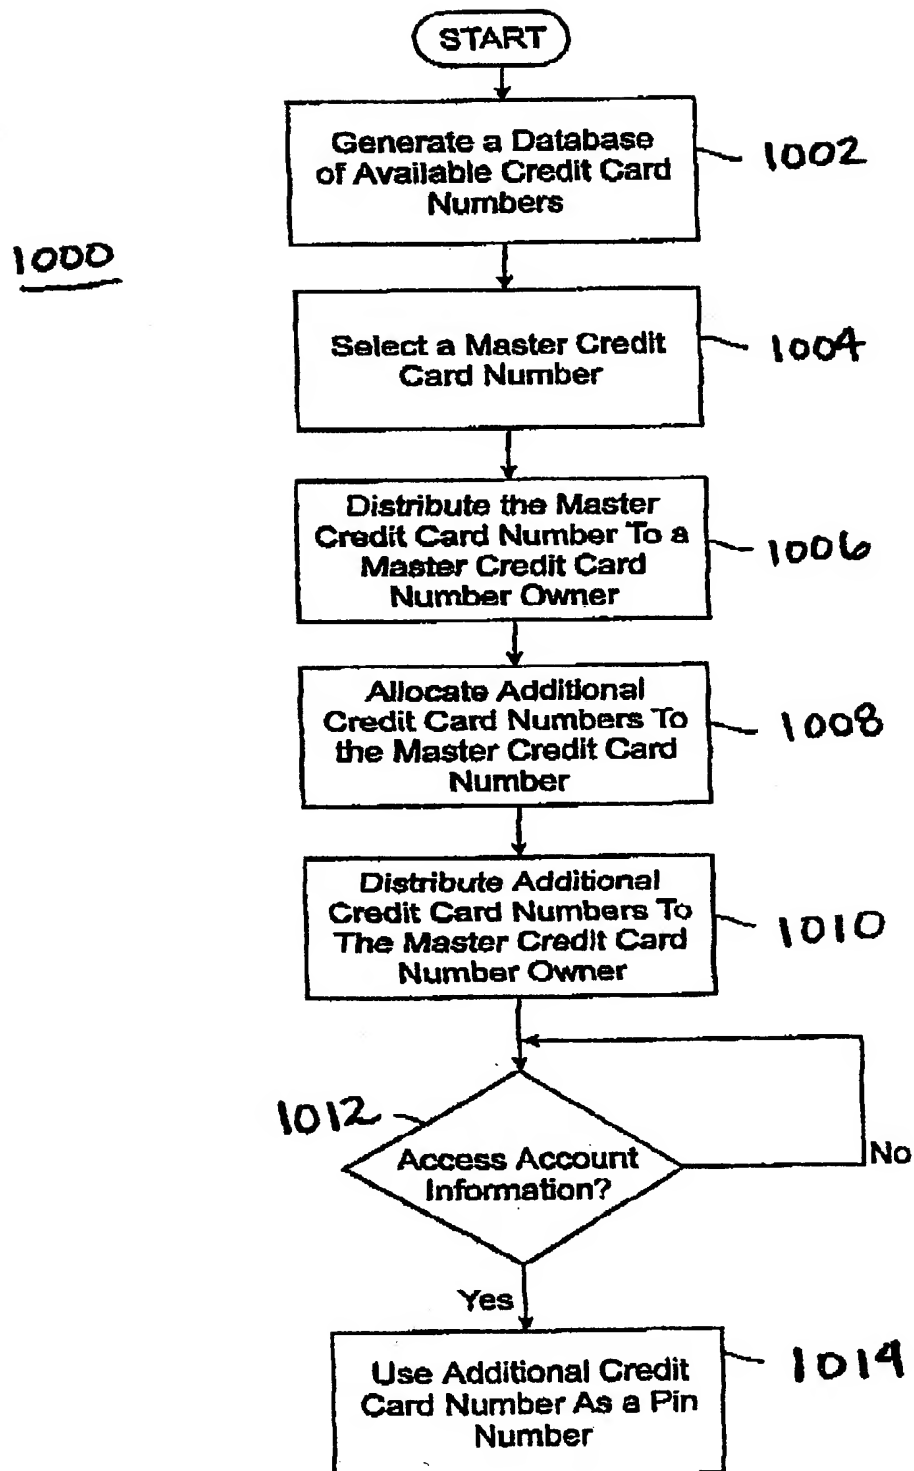 START
Generate a Database
of Available Credit Card
Numbers
1002
1000
Select a Master Credit
Card Number
1004
Distribute the Master
Credit Card Number To a
Master Credit Card
Number Owner
1006
Allocate Additional
Credit Card Numbers To
the Master Credit Card
Number
1008
Distribute Additional
Credit Card Numbers To
The Master Credit Card
Number Owner
1010
1012
Access Account
Information?
No
Yes
Use Additional Credit
Card Number As a Pin
Number
1014